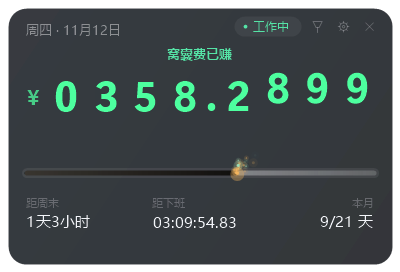 周四 · 11月12日
工作中
窝囊费已赚
¥ 0358.2899
距周末 距下班 本月
1天3小时 03:09:54.83 9/21 天